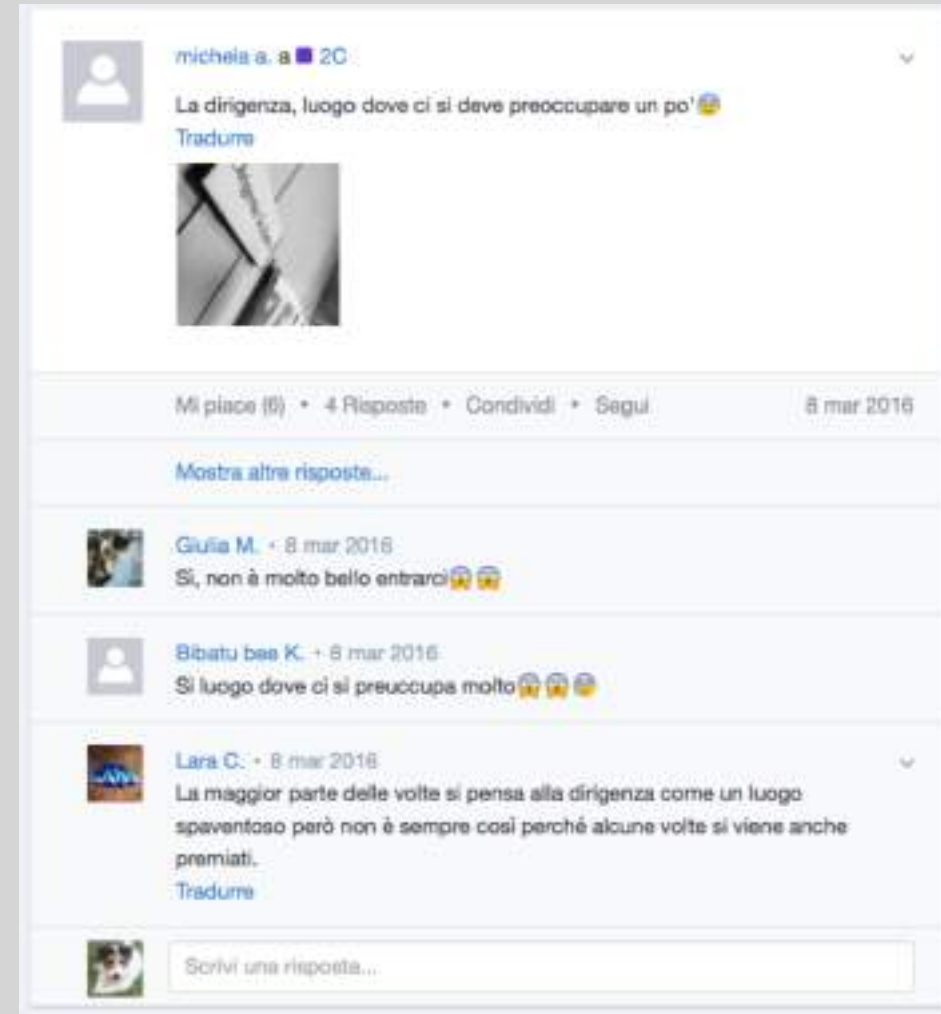 michela a. a 2C
La dirigenza, luogo dove ci si deve preoccupare un po'😰
Tradurre
Mi piace (6) • 4 Risposte • Condividi • Segui 8 mar 2016
Mostra altre risposte...
Giulia M. • 8 mar 2016
Si, non è molto bello entrarci😱😱
Bibatu bea K. • 8 mar 2016
Si luogo dove ci si preuccupa molto😱😱😰
Lara C. • 8 mar 2016
La maggior parte delle volte si pensa alla dirigenza come un luogo
spaventoso però non è sempre così perché alcune volte si viene anche
premiati.
Tradurre
Scrivi una risposta...